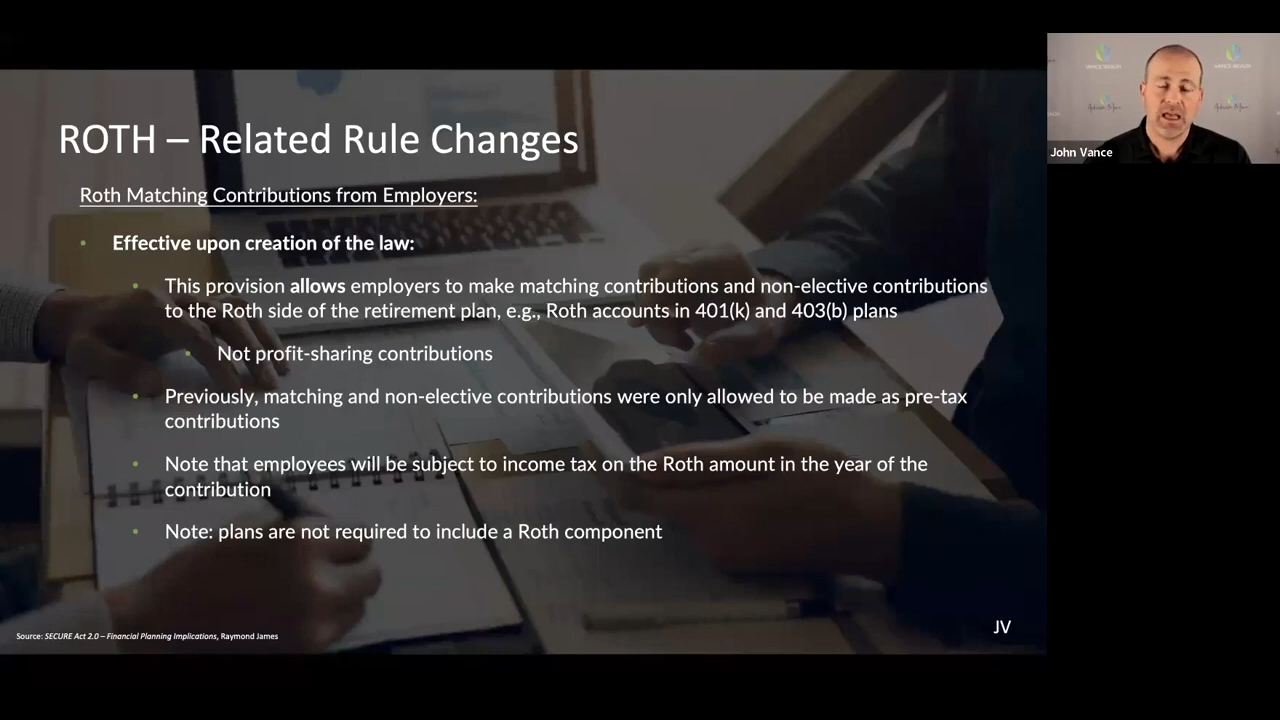 ROTH – Related Rule Changes
Roth Matching Contributions from Employers:
• Effective upon creation of the law:
• This provision allows employers to make matching contributions and non-elective contributions
to the Roth side of the retirement plan, e.g., Roth accounts in 401(k) and 403(b) plans
• Not profit-sharing contributions
• Previously, matching and non-elective contributions were only allowed to be made as pre-tax
contributions
• Note that employees will be subject to income tax on the Roth amount in the year of the
contribution
• Note: plans are not required to include a Roth component
Source: SECURE Act 2.0 – Financial Planning Implications, Raymond James
JV
VANCE WEALTH
VANCE WEALTH
John Vance